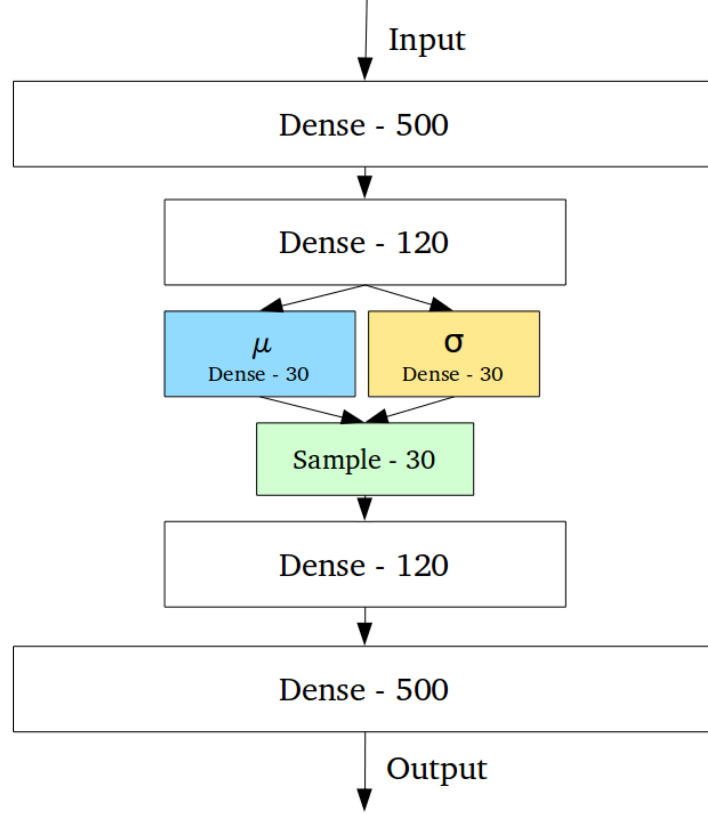 Input
Dense - 500
Dense - 120
μ
Dense - 30
σ
Dense - 30
Sample - 30
Dense - 120
Dense - 500
Output